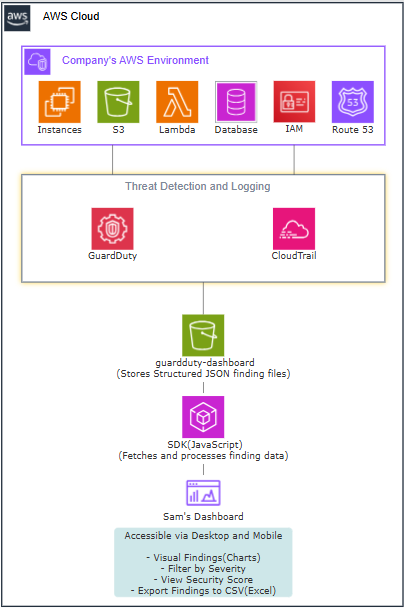 aws
AWS Cloud
Company's AWS Environment
Instances
S3
Lambda
Database
IAM
53
Route 53
Threat Detection and Logging
GuardDuty
CloudTrail
guardduty-dashboard
(Stores Structured JSON finding files)
SDK(JavaScript)
(Fetches and processes finding data)
Sam's Dashboard
Accessible via Desktop and Mobile
- Visual Findings(Charts)
- Filter by Severity
- View Security Score
- Export Findings to CSV(Excel)